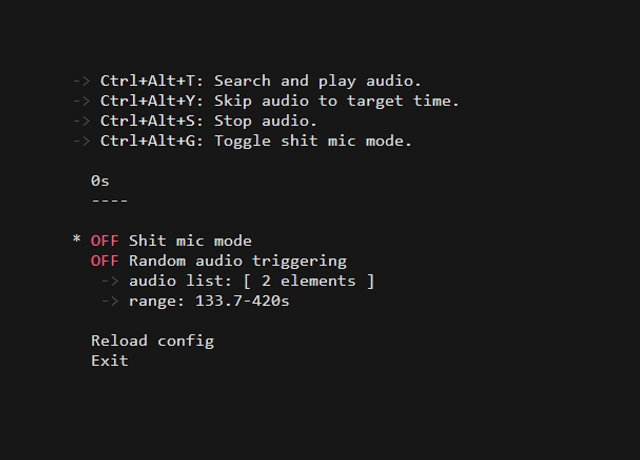 -> Ctrl+Alt+T: Search and play audio.
-> Ctrl+Alt+Y: Skip audio to target time.
-> Ctrl+Alt+S: Stop audio.
-> Ctrl+Alt+G: Toggle shit mic mode.
0s
----
* OFF Shit mic mode
OFF Random audio triggering
-> audio list: [ 2 elements ]
-> range: 133.7-420s
Reload config
Exit